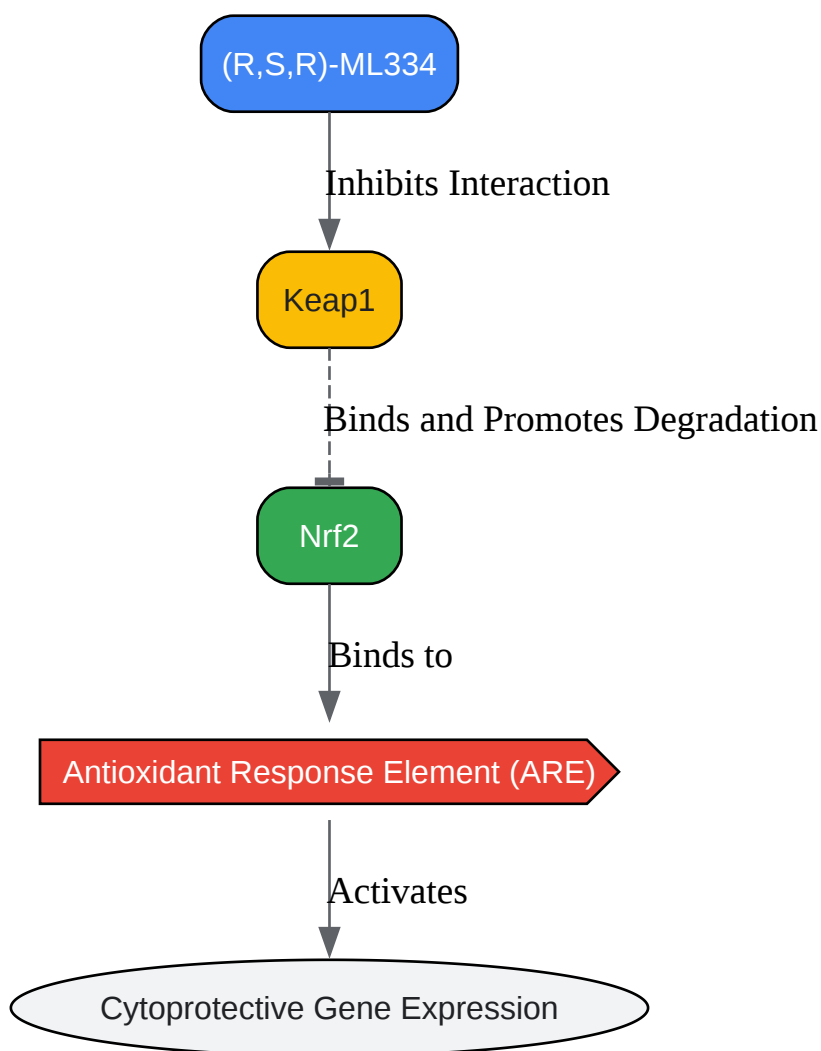 (R,S,R)-ML334
Inhibits Interaction
Keap1
Binds and Promotes Degradation
Nrf2
Binds to
Antioxidant Response Element (ARE)
Activates
Cytoprotective Gene Expression